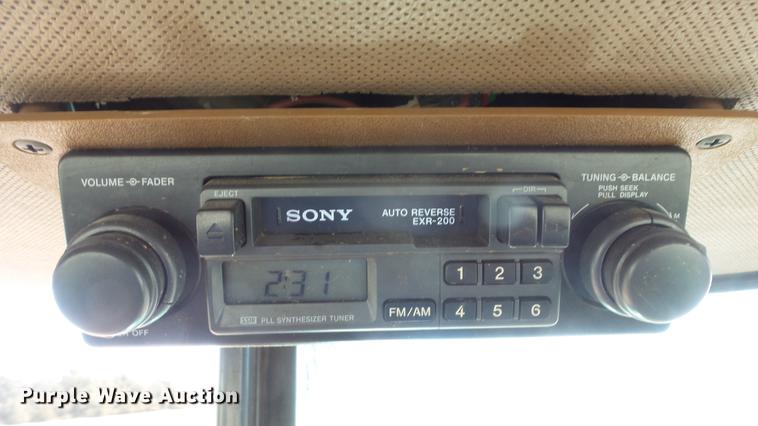 VOLUME FADER
EJECT
DIR
TUNING BALANCE
PUSH SEEK
PULL DISPLAY
SONY
AUTO REVERSE
EXR-200
2:31
1 2 3
FM/AM 4 5 6
SSIR PLL SYNTHESIZER TUNER
OFF
Purple Wave Auction